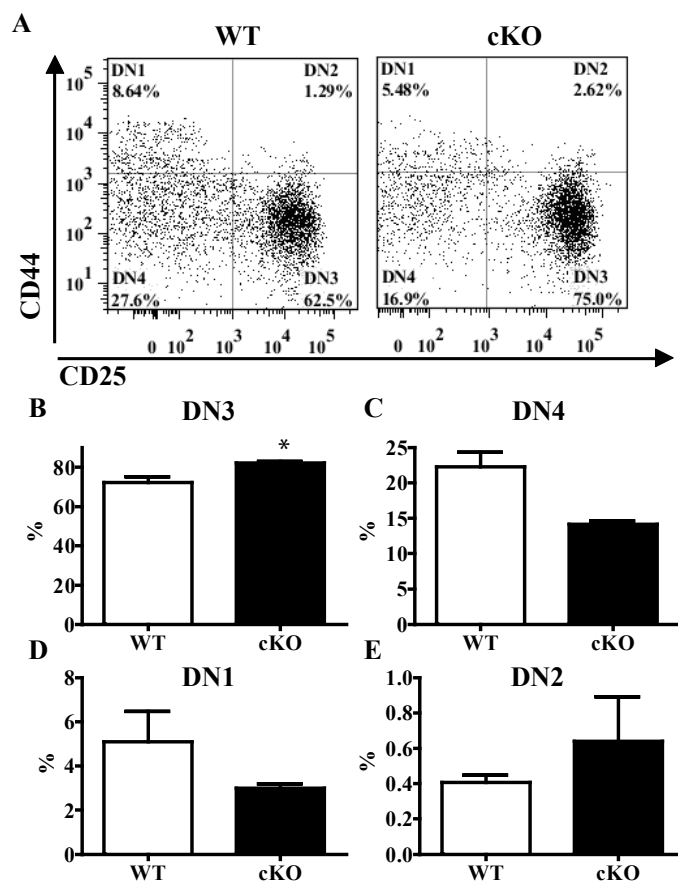 A
WT
cKO
DN1
8.64%
DN2
1.29%
DN4
27.6%
DN3
62.5%
DN1
5.48%
DN2
2.62%
DN4
16.9%
DN3
75.0%
10^5
10^4
10^3
10^2
10^1
CD44
0 10^2 10^3 10^4 10^5
0 10^2 10^3 10^4 10^5
CD25
B
DN3
80
60
40
20
0
%
*
WT cKO
C
DN4
25
20
15
10
5
0
%
WT cKO
D
DN1
8
6
4
2
0
%
WT cKO
E
DN2
1.0
0.8
0.6
0.4
0.2
0.0
%
WT cKO